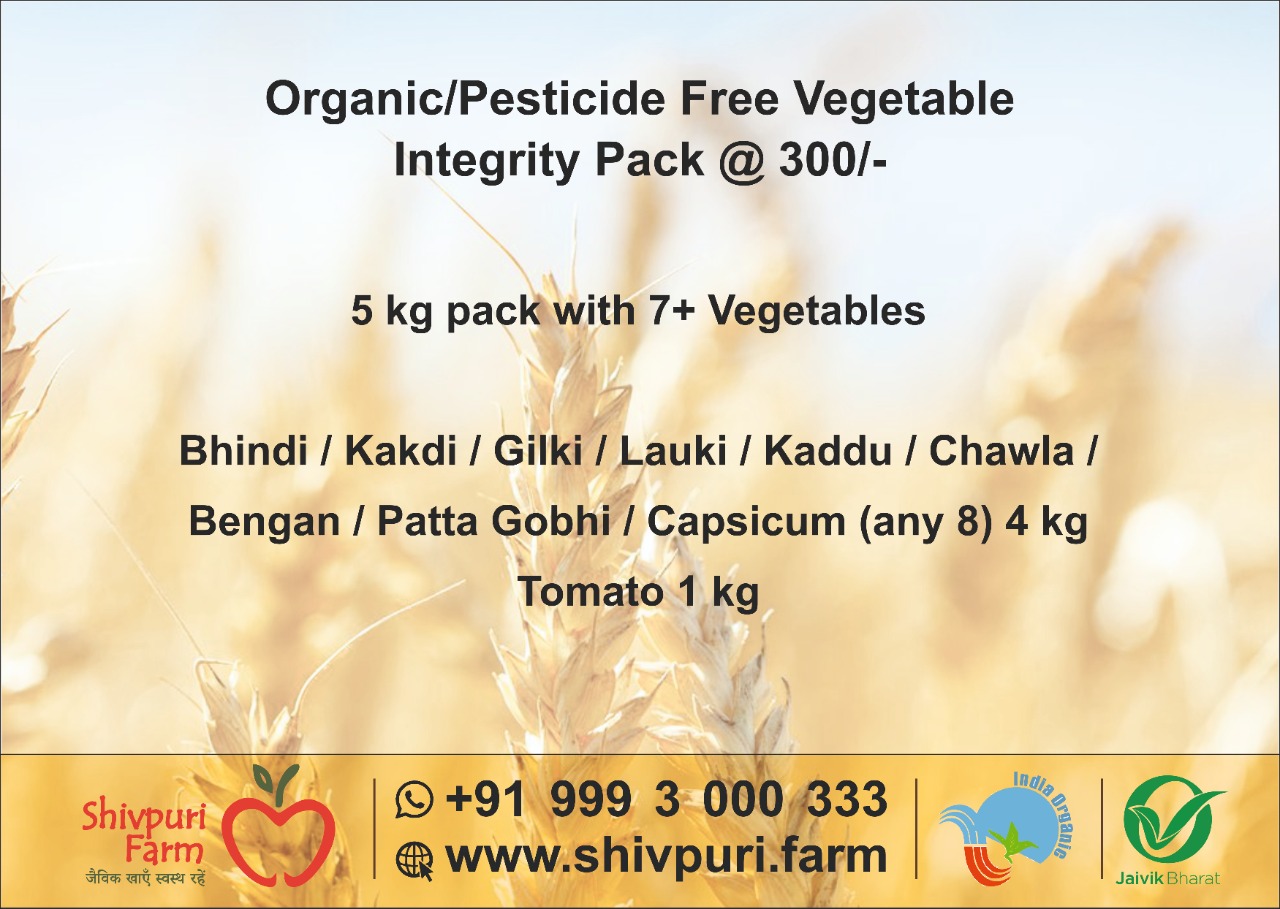 Organic/Pesticide Free Vegetable
Integrity Pack @ 300/-
5 kg pack with 7+ Vegetables
Bhindi / Kakdi / Gilki / Lauki / Kaddu / Chawla /
Bengan / Patta Gobhi / Capsicum (any 8) 4 kg
Tomato 1 kg
Shivpuri
Farm
जैविक खाएँ स्वस्थ रहें
+91 999 3 000 333
www.shivpuri.farm
India Organic
Jaivik Bharat